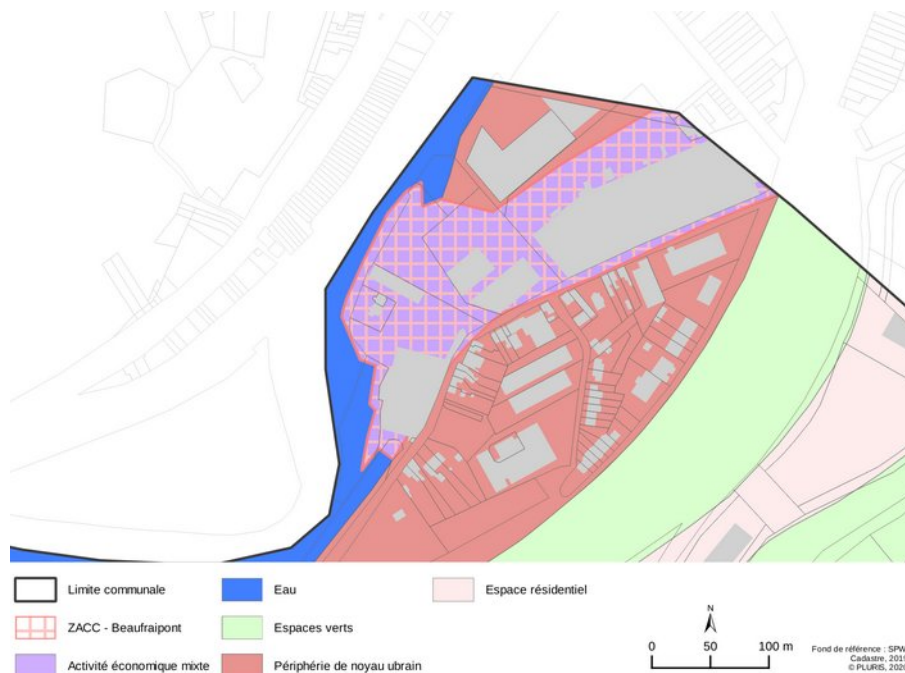 Limite communale
Eau
Espace résidentiel
ZACC - Beaufraipont
Espaces verts
Activité économique mixte
Périphérie de noyau ubrain
N
0 50 100 m
Fond de référence : SPW
Cadastre, 2019
© PLURIS, 2020